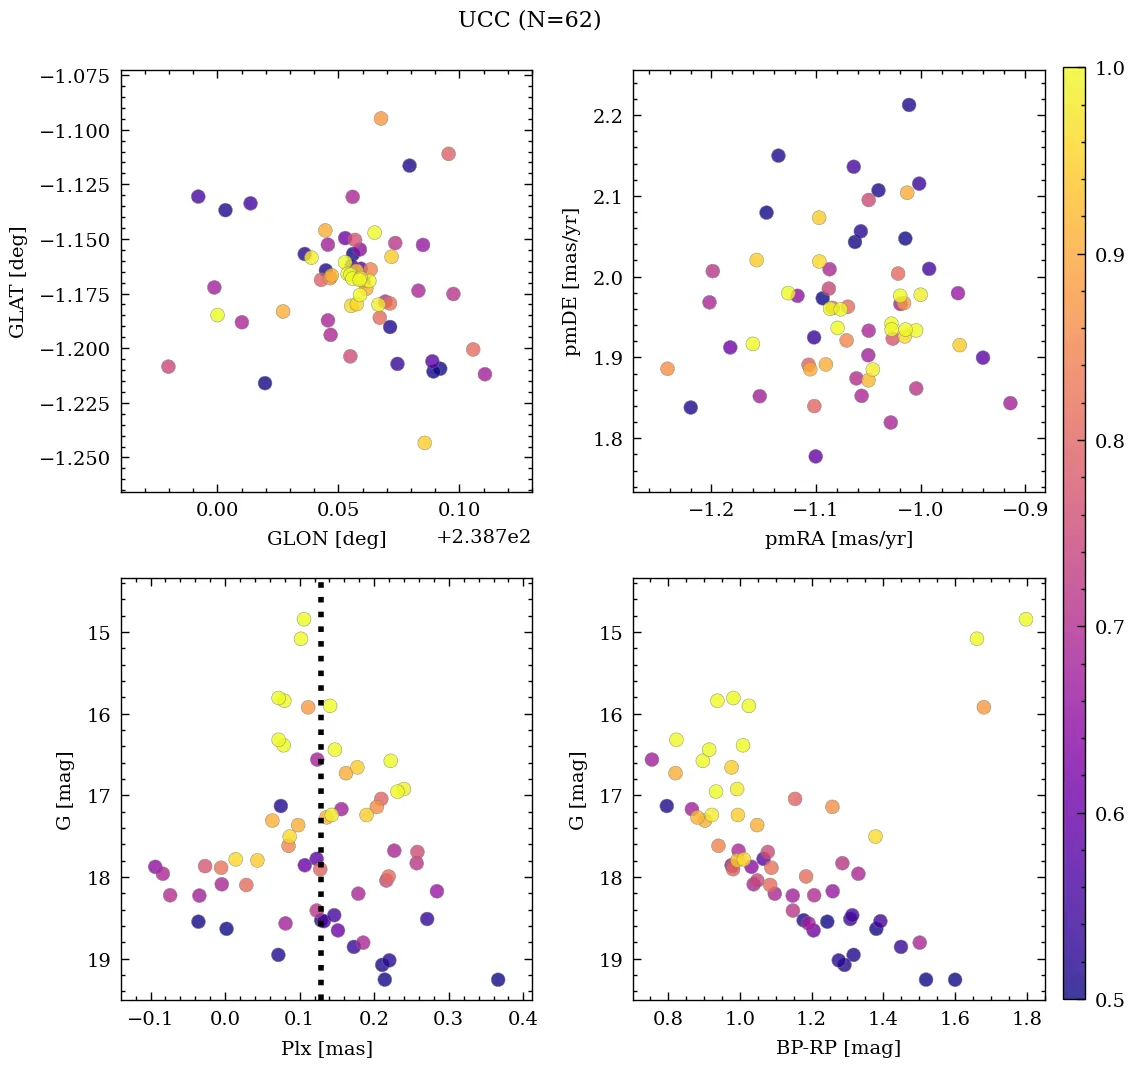 UCC (N=62)
−1.075
−1.100
−1.125
−1.150
−1.175
−1.200
−1.225
−1.250
GLAT [deg]
0.00 0.05 0.10
GLON [deg] +2.387e2
2.2
2.1
2.0
1.9
1.8
pmDE [mas/yr]
−1.2 −1.1 −1.0 −0.9
pmRA [mas/yr]
15
16
17
18
19
G [mag]
−0.1 0.0 0.1 0.2 0.3 0.4
Plx [mas]
15
16
17
18
19
G [mag]
0.8 1.0 1.2 1.4 1.6 1.8
BP-RP [mag]
1.0
0.9
0.8
0.7
0.6
0.5